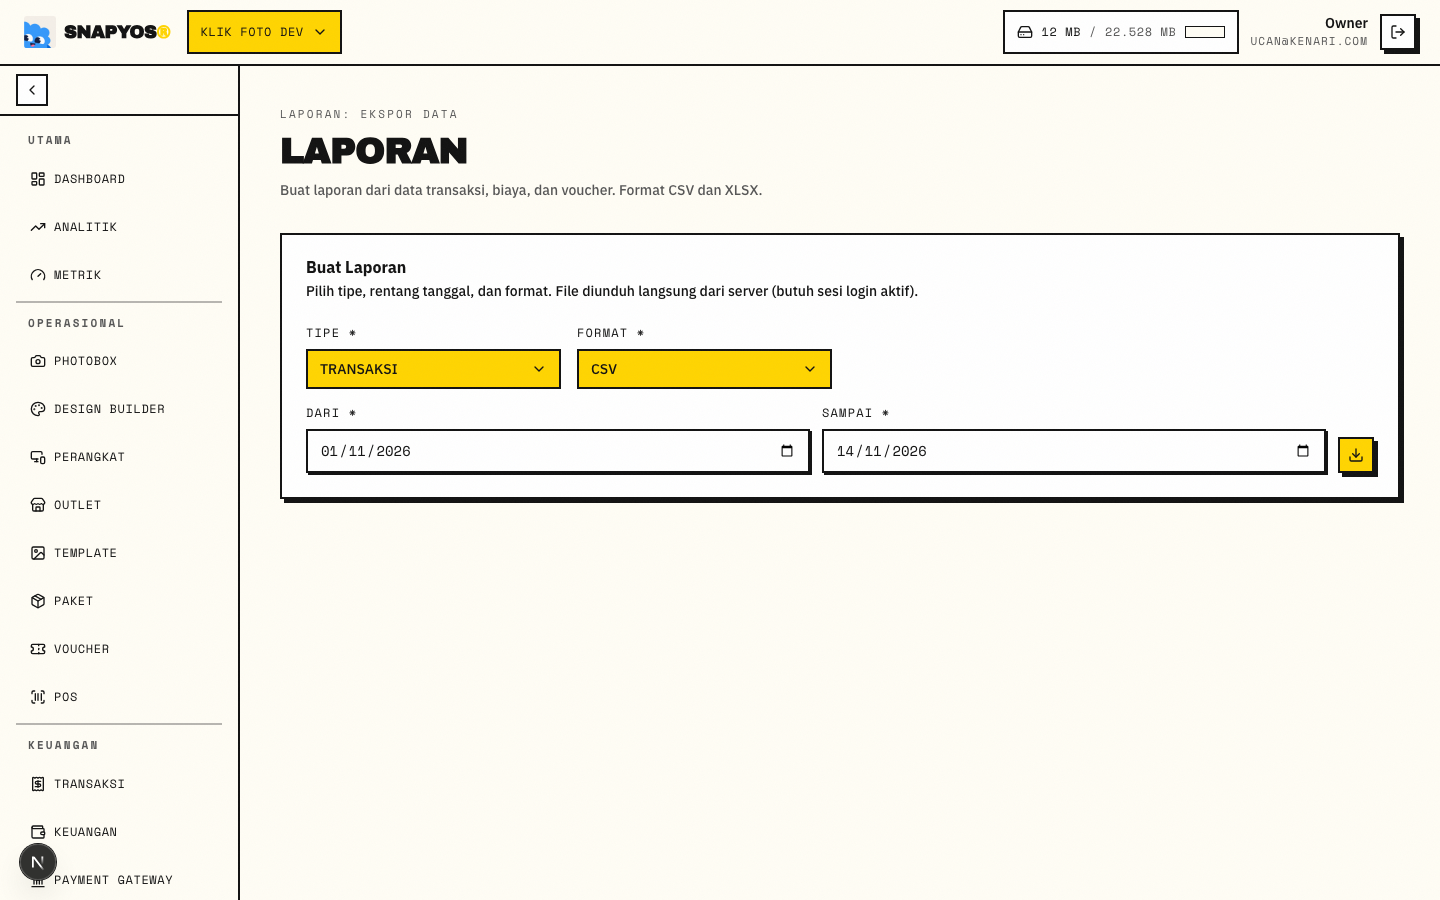 SNAPYOS®
KLIK FOTO DEV
12 MB / 22.528 MB
Owner
UCAN@KENARI.COM
UTAMA
DASHBOARD
ANALITIK
METRIK
OPERASIONAL
PHOTOBOX
DESIGN BUILDER
PERANGKAT
OUTLET
TEMPLATE
PAKET
VOUCHER
POS
KEUANGAN
TRANSAKSI
KEUANGAN
N
PAYMENT GATEWAY
LAPORAN: EKSPOR DATA
LAPORAN
Buat laporan dari data transaksi, biaya, dan voucher. Format CSV dan XLSX.
Buat Laporan
Pilih tipe, rentang tanggal, dan format. File diunduh langsung dari server (butuh sesi login aktif).
TIPE * FORMAT *
TRANSAKSI CSV
DARI * SAMPAI *
01/11/2026 14/11/2026